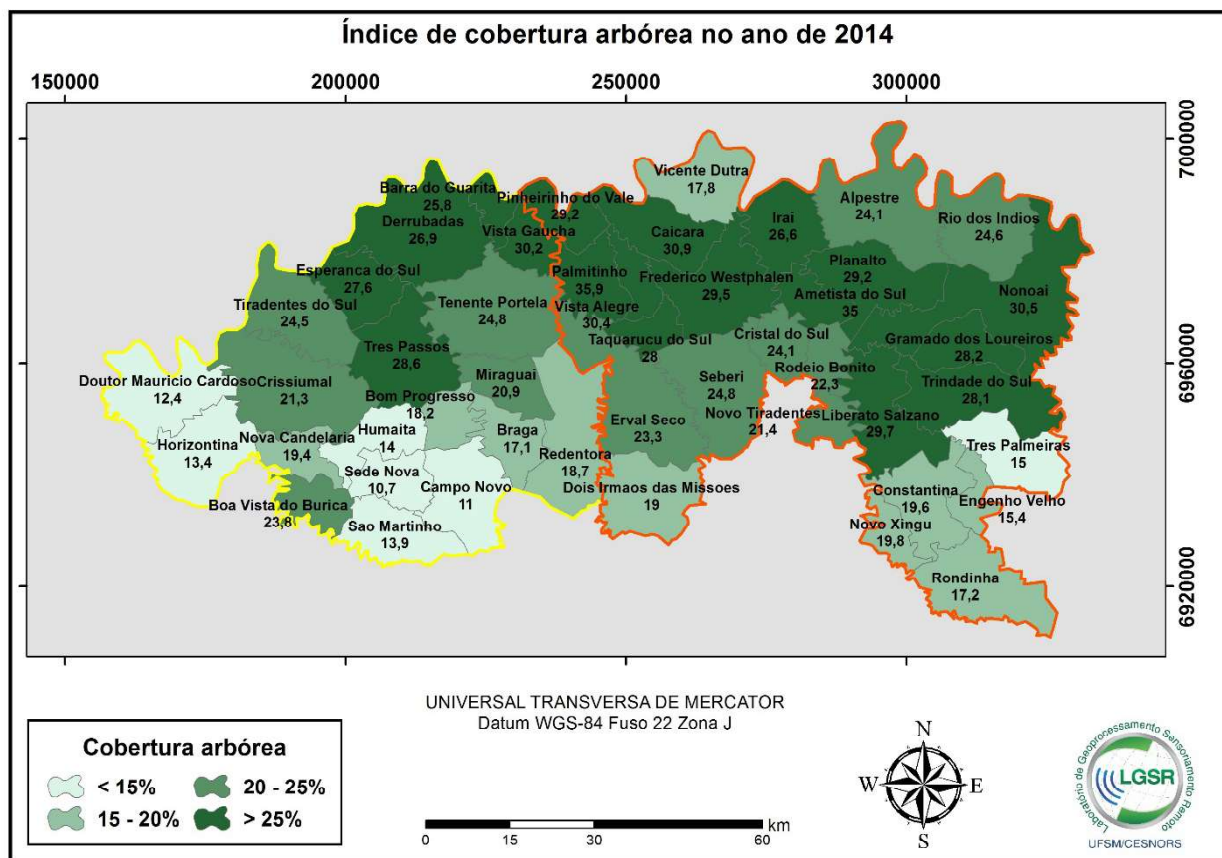 Índice de cobertura arbórea no ano de 2014
150000
200000
250000
300000
7000000
6960000
6920000
Vicente Dutra
17,8
Barra do Guarita
25,8
Pinheirinho do Vale
29,2
Alpestre
24,1
Derrubadas
26,9
Vista Gaucha
30,2
Caicara
30,9
Irai
26,6
Rio dos Indios
24,6
Esperanca do Sul
27,6
Palmitinho
35,9
Frederico Westphalen
29,5
Planalto
29,2
Tiradentes do Sul
24,5
Tenente Portela
24,8
Vista Alegre
30,4
Ametista do Sul
35
Nonoai
30,5
Tres Passos
28,6
Taquarucu do Sul
28
Cristal do Sul
24,1
Gramado dos Loureiros
28,2
Doutor Mauricio Cardoso
12,4
Crissiumal
21,3
Miraguai
20,9
Seberi
24,8
Rodeio Bonito
22,3
Trindade do Sul
28,1
Bom Progresso
18,2
Novo Tiradentes
21,4
Liberato Salzano
29,7
Erval Seco
23,3
Horizontina
13,4
Nova Candelaria
19,4
Humaita
14
Braga
17,1
Redentora
18,7
Tres Palmeiras
15
Sede Nova
10,7
Campo Novo
11
Dois Irmaos das Missoes
19
Constantina
19,6
Engenho Velho
15,4
Boa Vista do Burica
23,8
Sao Martinho
13,9
Novo Xingu
19,8
Rondinha
17,2
UNIVERSAL TRANSVERSA DE MERCATOR
Datum WGS-84 Fuso 22 Zona J
Cobertura arbórea
< 15%
20 - 25%
15 - 20%
> 25%
0
15
30
60
km
N
W
E
S
Laboratório de Geoprocessamento Sensoriamento Remoto
LGSR
UFSM/CESNORS